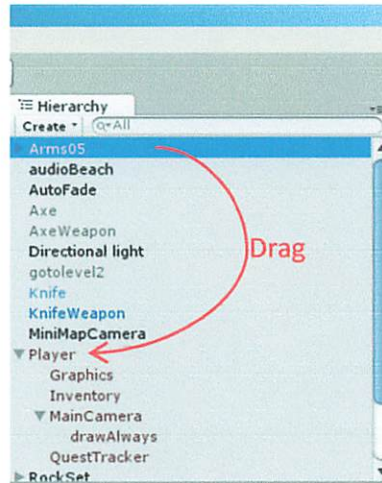 Hierarchy
Create All
Arms05
audioBeach
AutoFade
Axe
AxeWeapon
Directional light
gotolevel2
Knife
KnifeWeapon
MiniMapCamera
Player
Graphics
Inventory
MainCamera
drawAlways
QuestTracker
RockSet
Drag